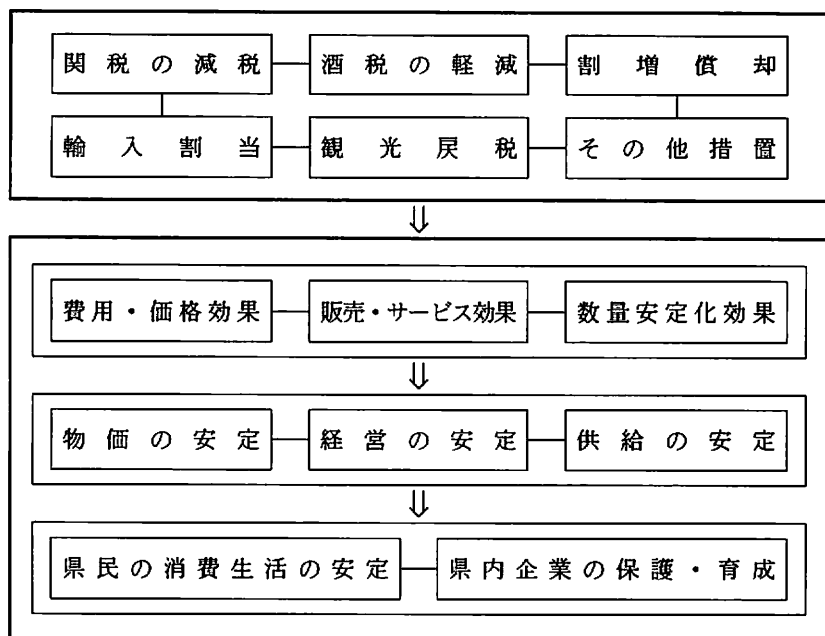 関税の減税 酒税の軽減 割増償却
輸入割当 観光戻税 その他措置
⇓
費用・価格効果 販売・サービス効果 数量安定化効果
⇓
物価の安定 経営の安定 供給の安定
⇓
県民の消費生活の安定 県内企業の保護・育成